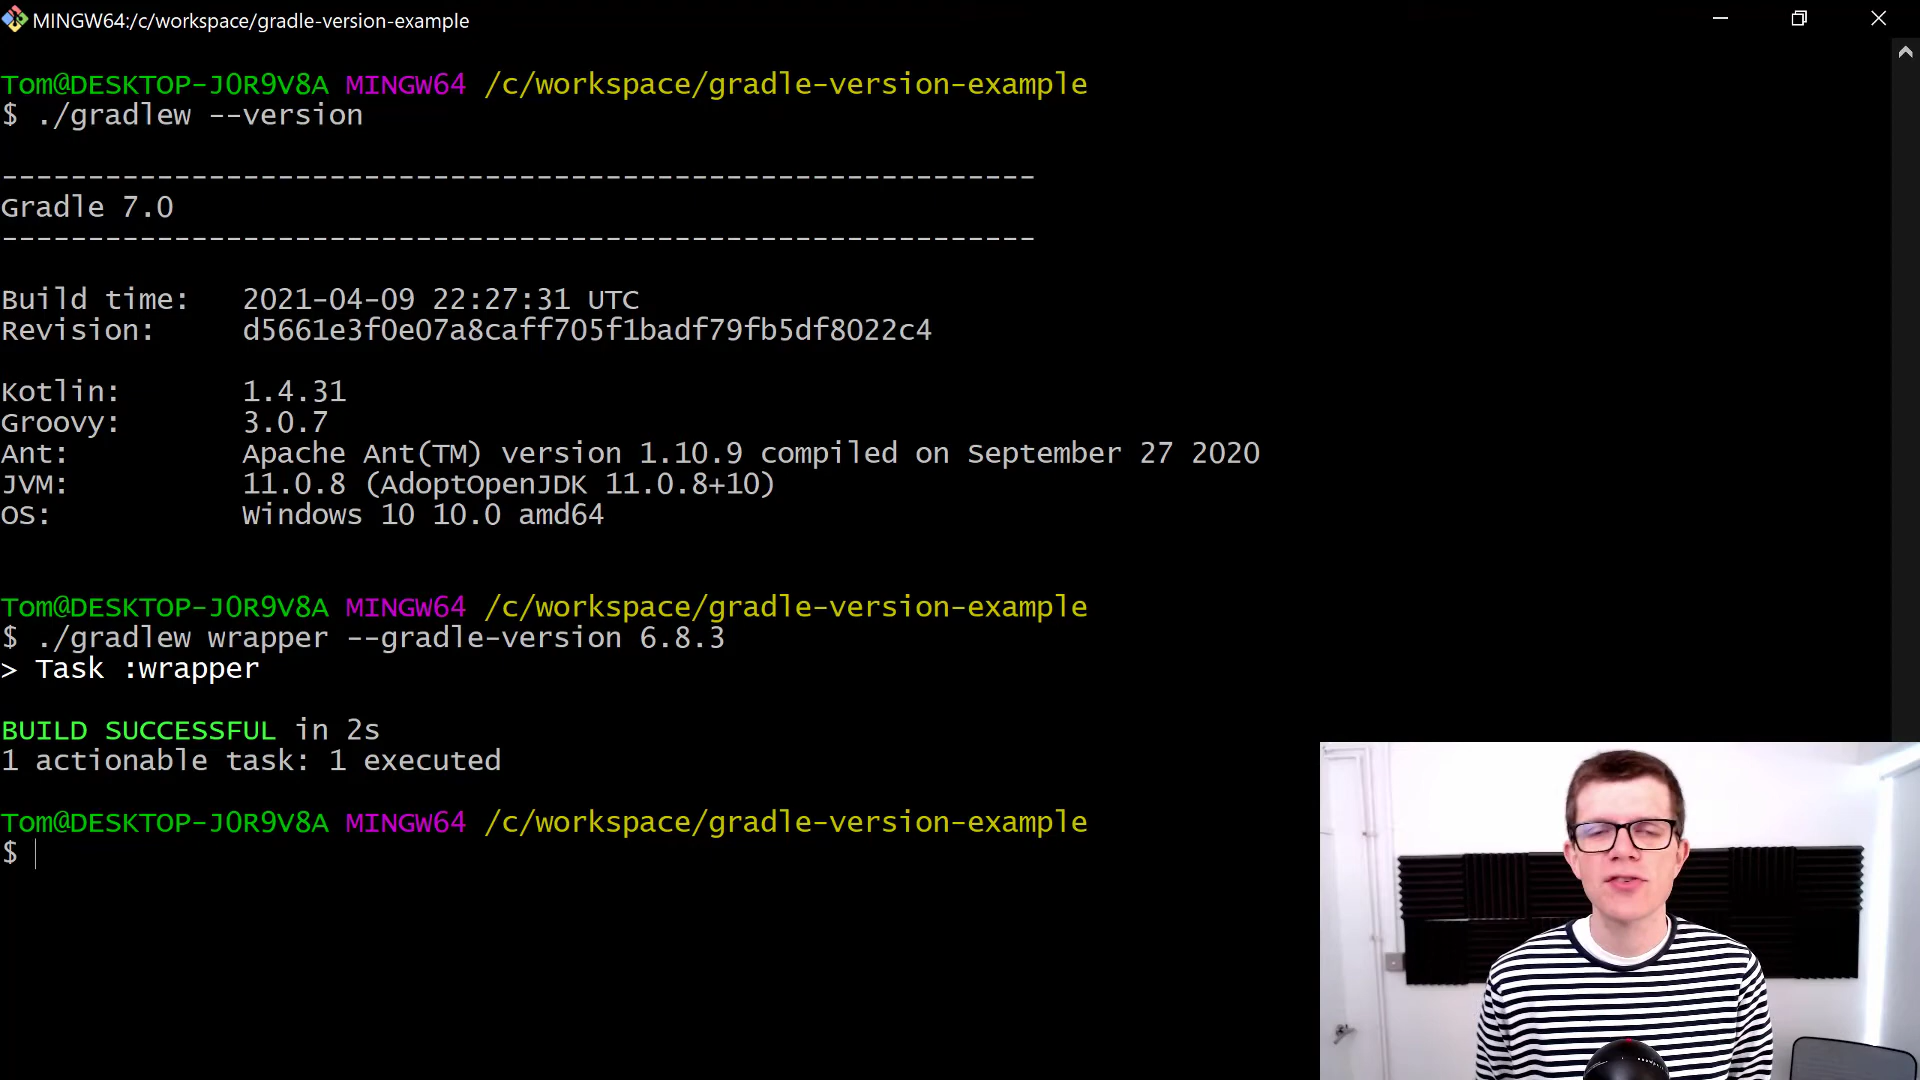 MINGW64:/c/workspace/gradle-version-example
Tom@DESKTOP-J0R9V8A MINGW64 /c/workspace/gradle-version-example
$ ./gradlew --version
------------------------------------------------------------
Gradle 7.0
------------------------------------------------------------
Build time:   2021-04-09 22:27:31 UTC
Revision:     d5661e3f0e07a8caff705f1badf79fb5df8022c4
Kotlin:       1.4.31
Groovy:       3.0.7
Ant:          Apache Ant(TM) version 1.10.9 compiled on September 27 2020
JVM:          11.0.8 (AdoptOpenJDK 11.0.8+10)
OS:           Windows 10 10.0 amd64
Tom@DESKTOP-J0R9V8A MINGW64 /c/workspace/gradle-version-example
$ ./gradlew wrapper --gradle-version 6.8.3
> Task :wrapper
BUILD SUCCESSFUL in 2s
1 actionable task: 1 executed
Tom@DESKTOP-J0R9V8A MINGW64 /c/workspace/gradle-version-example
$